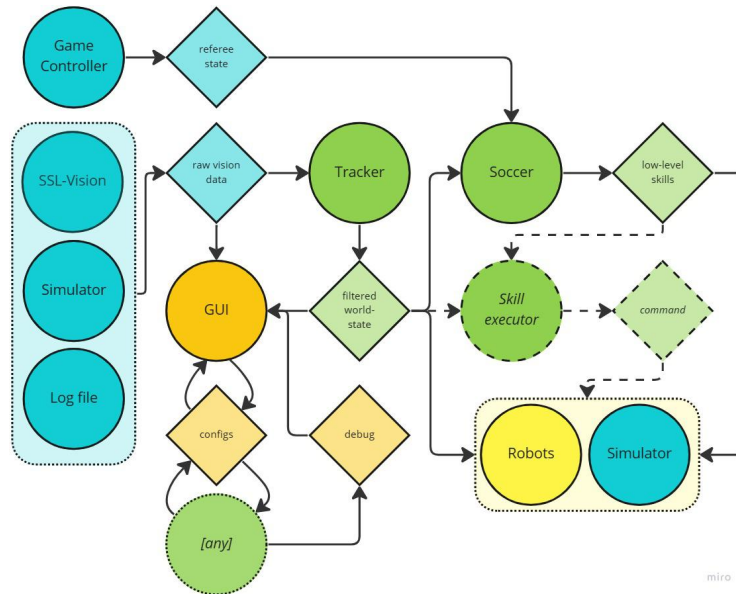 Game
Controller
referee
state
SSL-Vision
raw vision
data
Tracker
Soccer
low-level
skills
Simulator
GUI
filtered
world-
state
Skill
executor
command
Log file
configs
debug
Robots
Simulator
[any]
miro